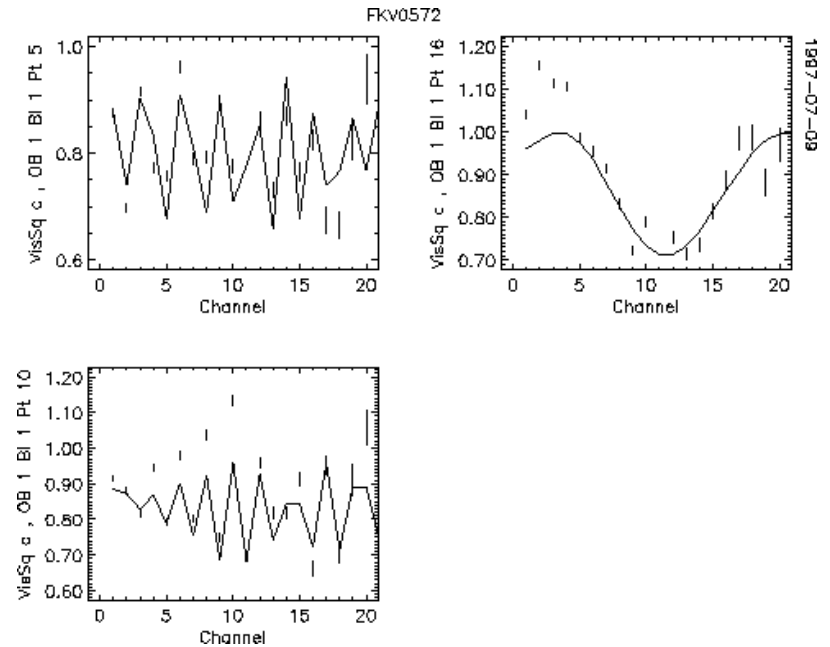 FKV0572
1997-07-09
VisSq c , OB 1 Bl 1 Pt 5
1.0
0.8
0.6
0 5 10 15 20
Channel
VisSq c , OB 1 Bl 1 Pt 16
1.20
1.10
1.00
0.90
0.80
0.70
0 5 10 15 20
Channel
VisSq c , OB 1 Bl 1 Pt 10
1.20
1.10
1.00
0.90
0.80
0.70
0.60
0 5 10 15 20
Channel